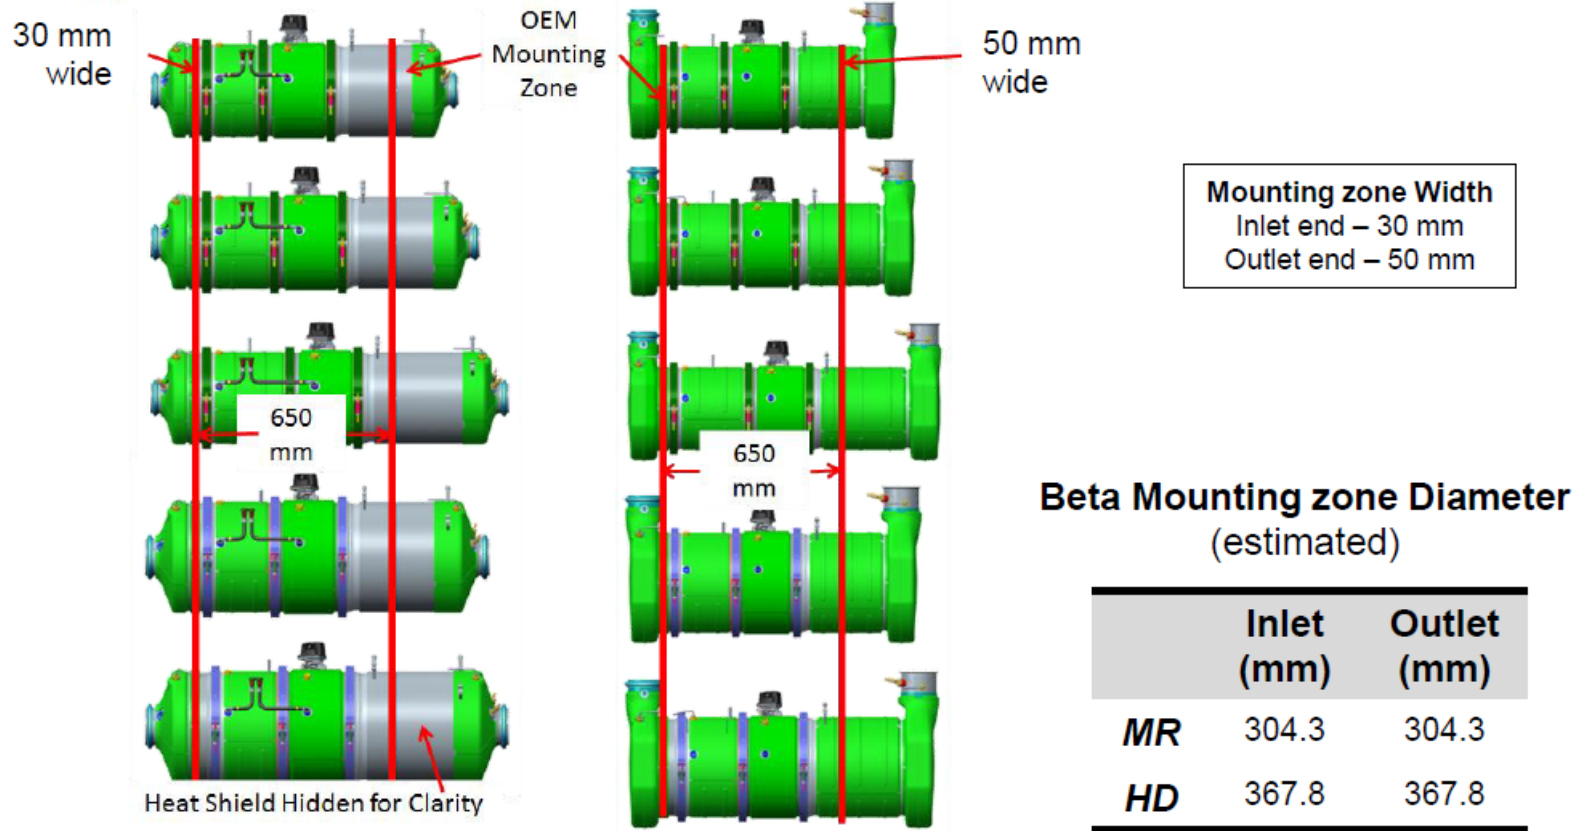 30 mm
wide
OEM
Mounting
Zone
50 mm
wide
Mounting zone Width
Inlet end – 30 mm
Outlet end – 50 mm
650
mm
650
mm
Beta Mounting zone Diameter
(estimated)
Inlet Outlet
(mm) (mm)
MR 304.3 304.3
HD 367.8 367.8
Heat Shield Hidden for Clarity